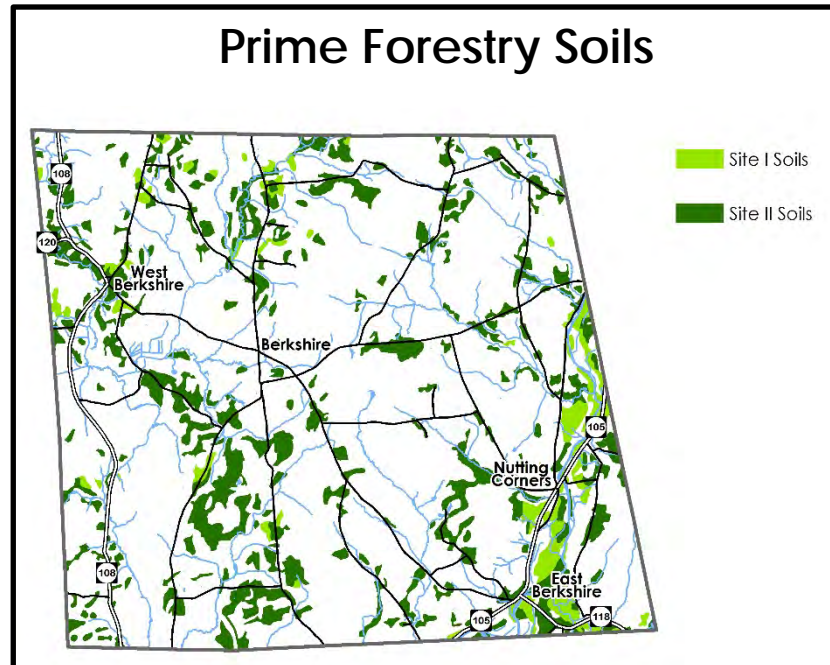 Prime Forestry Soils
Site I Soils
Site II Soils
108
120
West
Berkshire
Berkshire
105
Nutting
Corners
108
East
Berkshire
105
118